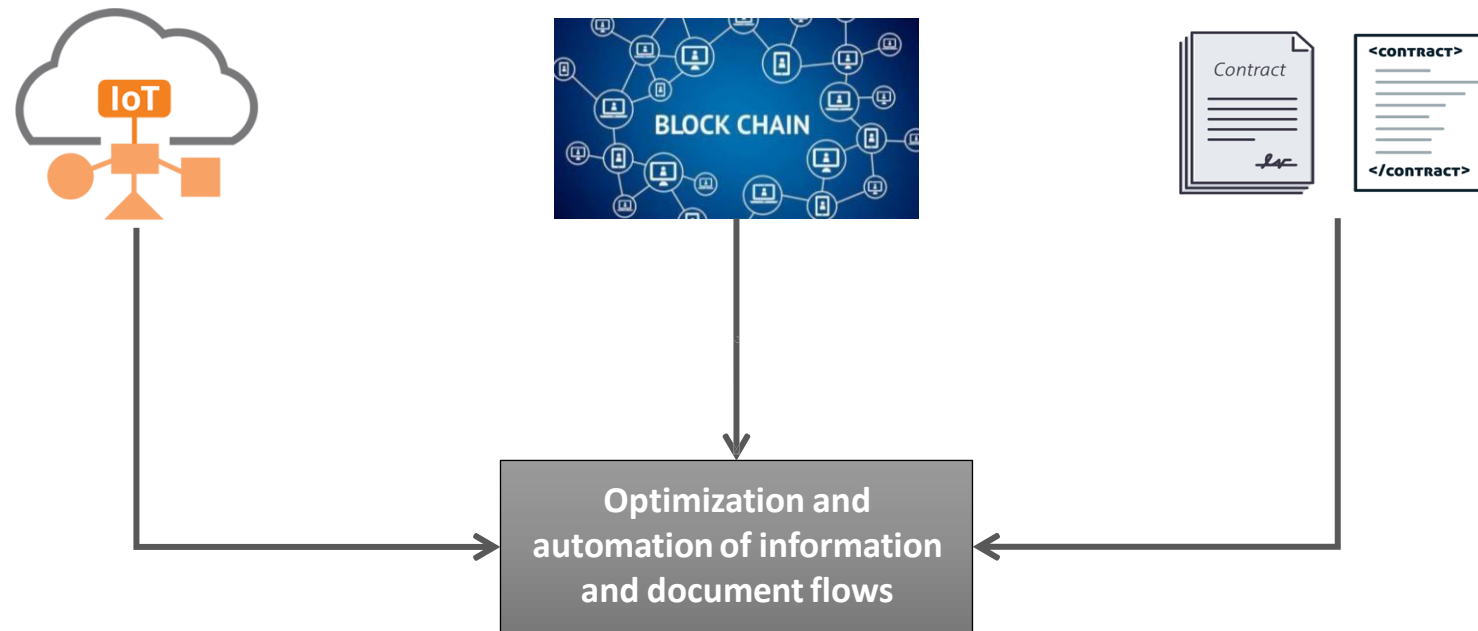 IoT
BLOCK CHAIN
Contract
<conTRACT>
</conTRACT>
Optimization and
automation of information
and document flows